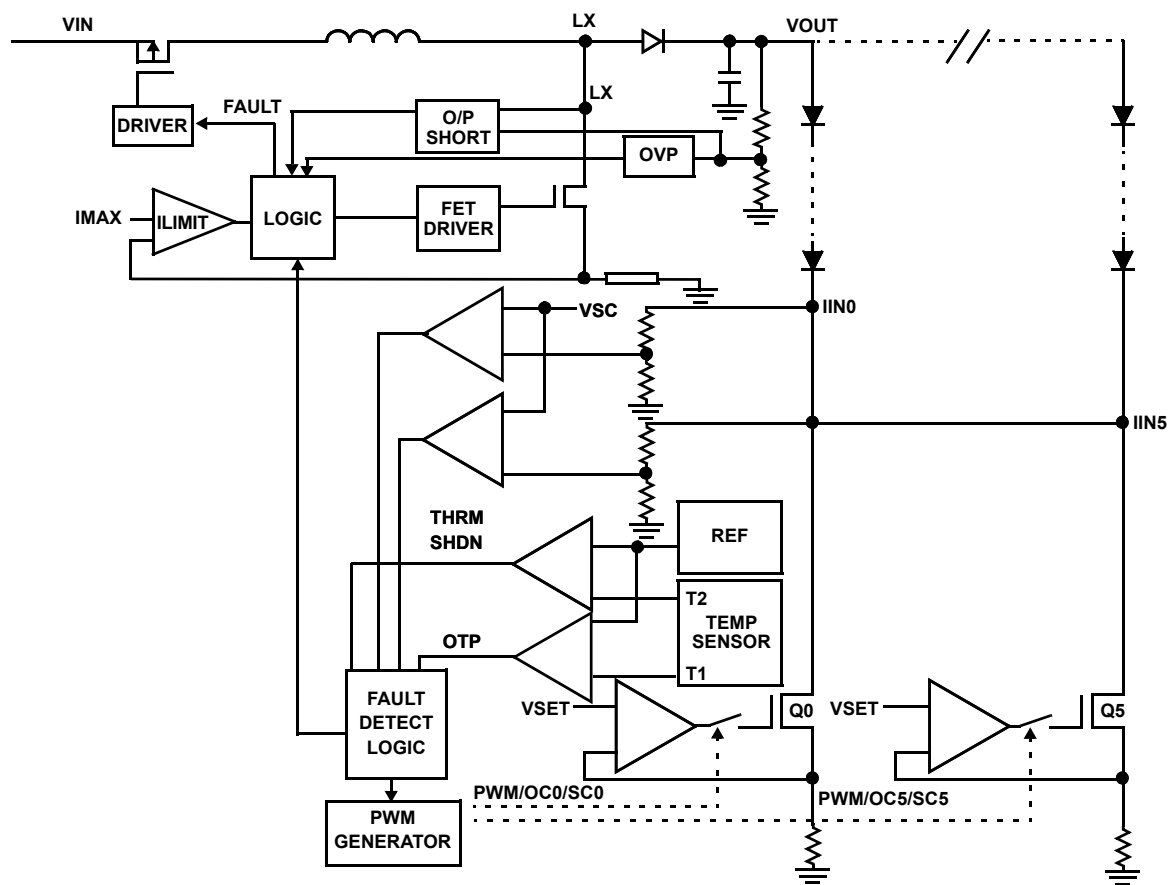 VIN
LX
VOUT
LX
FAULT
DRIVER
O/P
SHORT
OVP
IMAX
ILIMIT
LOGIC
FET
DRIVER
VSC
IIN0
IIN5
THRM
SHDN
REF
T2
TEMP
SENSOR
OTP
T1
FAULT
DETECT
LOGIC
VSET
Q0
VSET
Q5
PWM/OC0/SC0
PWM/OC5/SC5
PWM
GENERATOR